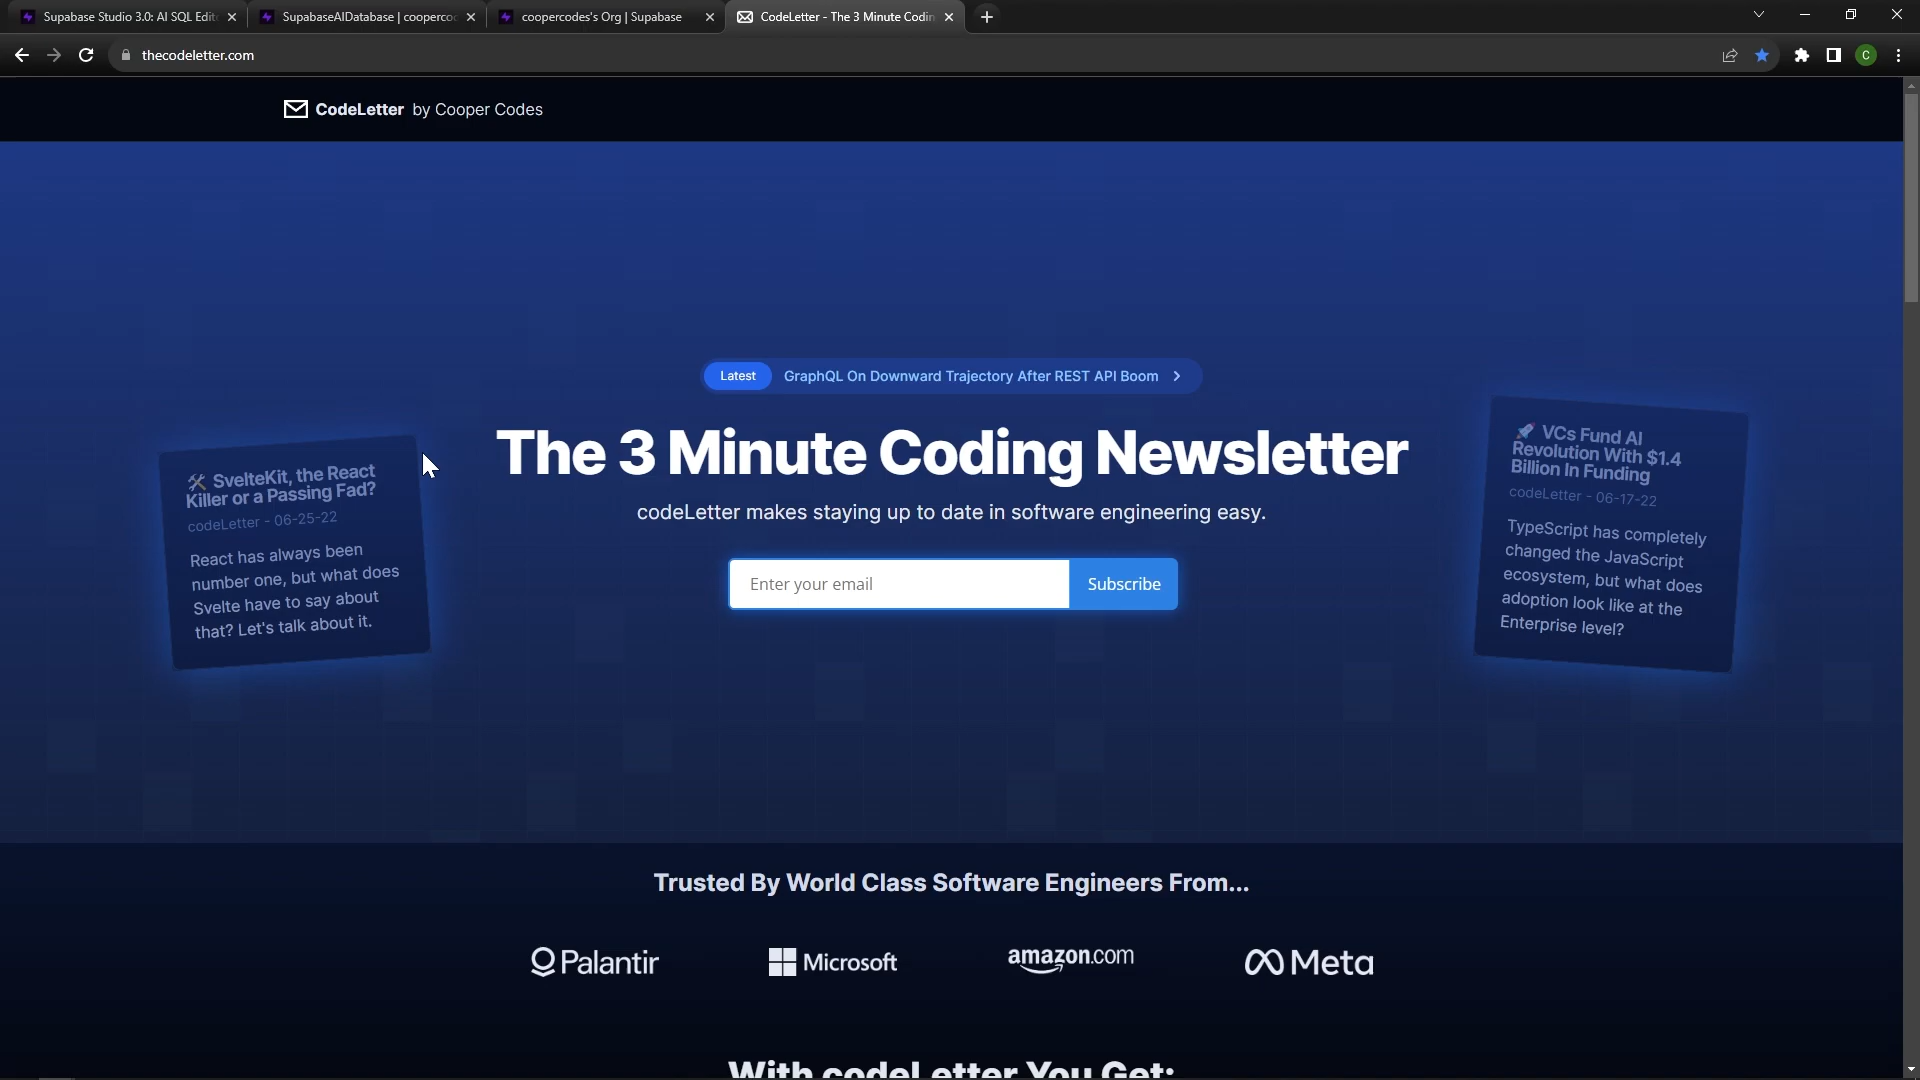 Supabase Studio 3.0: AI SQL Edit
SupabaseAIDatabase | cooperco
coopercodes's Org | Supabase
CodeLetter - The 3 Minute Codin
thecodeletter.com
C
CodeLetter by Cooper Codes
Latest
GraphQL On Downward Trajectory After REST API Boom
The 3 Minute Coding Newsletter
codeLetter makes staying up to date in software engineering easy.
Enter your email
Subscribe
SvelteKit, the React
Killer or a Passing Fad?
codeLetter - 06-25-22
React has always been
number one, but what does
Svelte have to say about
that? Let's talk about it.
VCs Fund AI
Revolution With $1.4
Billion In Funding
codeLetter - 06-17-22
TypeScript has completely
changed the JavaScript
ecosystem, but what does
adoption look like at the
Enterprise level?
Trusted By World Class Software Engineers From...
Palantir
Microsoft
amazon.com
Meta
With codeLetter You Get: